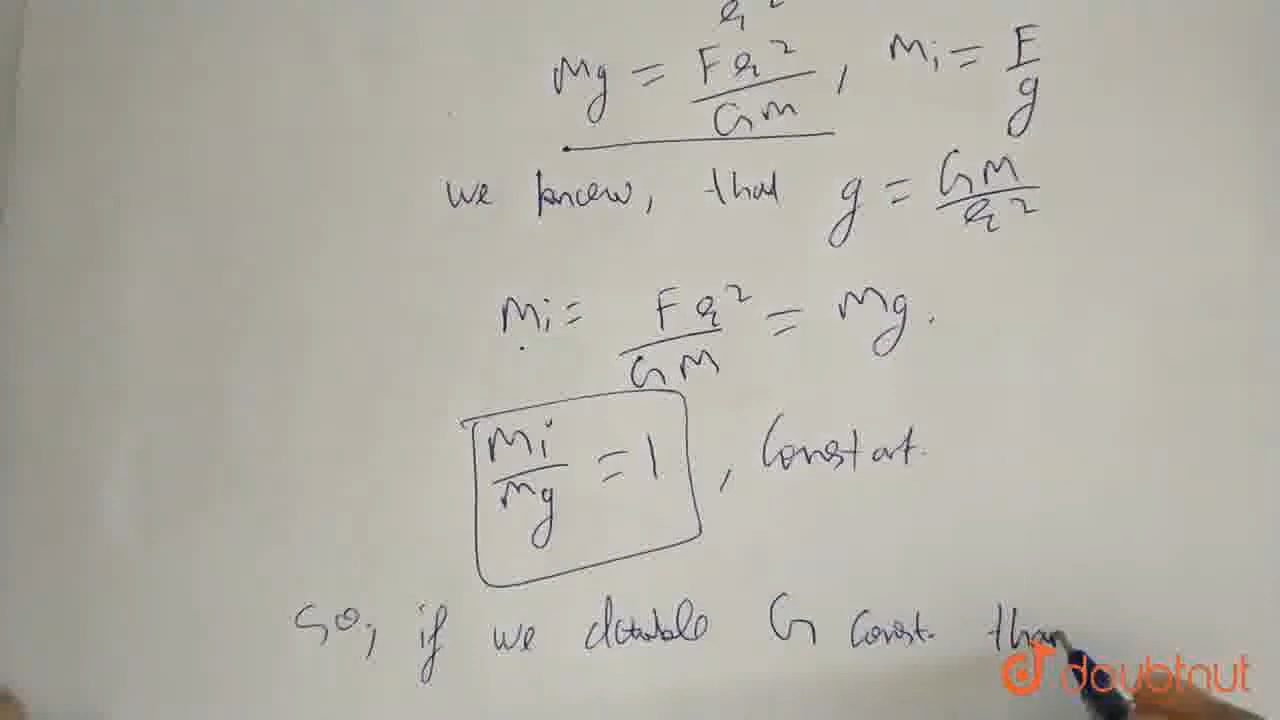 r²
Mg = Fr²/GM, Mi = F/g
we know, that g = GM/r²
Mi = Fr²/GM = Mg.
Mi/Mg = 1, Constant.
So, if we double G const. than
doubtnut